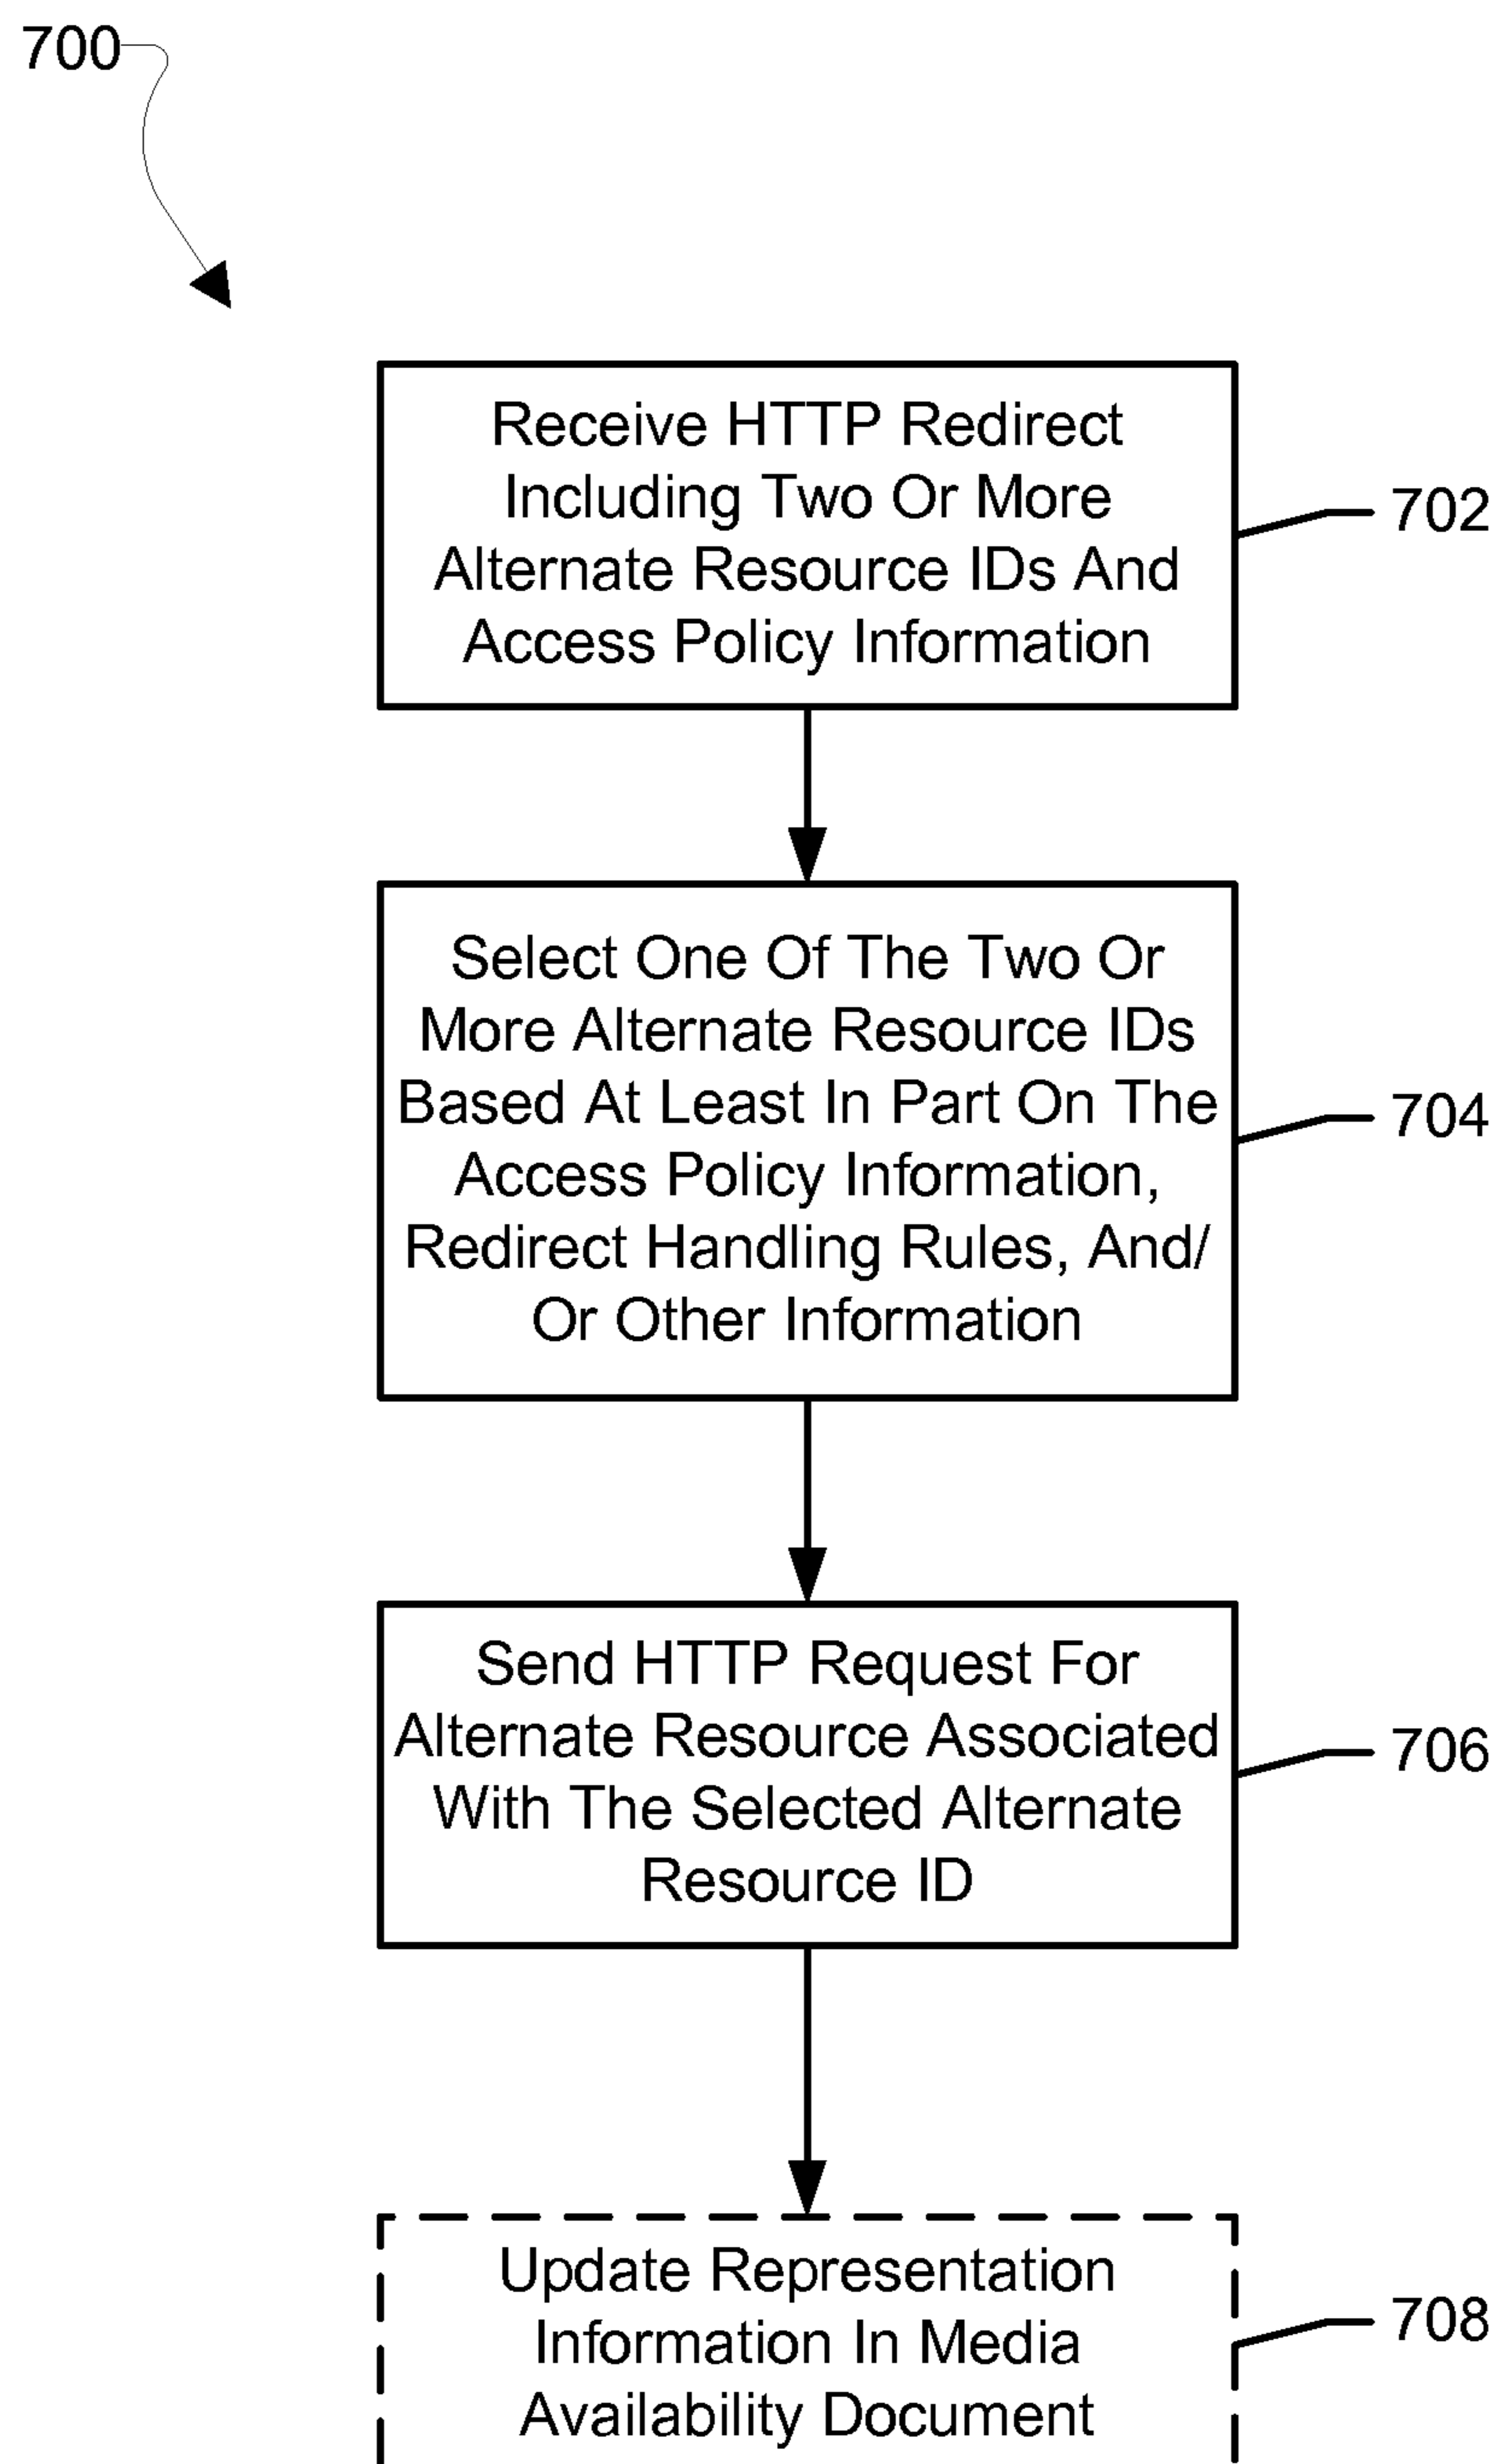 700
Receive HTTP Redirect
Including Two Or More
Alternate Resource IDs And
Access Policy Information
702
Select One Of The Two Or
More Alternate Resource IDs
Based At Least In Part On The
Access Policy Information,
Redirect Handling Rules, And/
Or Other Information
704
Send HTTP Request For
Alternate Resource Associated
With The Selected Alternate
Resource ID
706
Update Representation
Information In Media
Availability Document
708